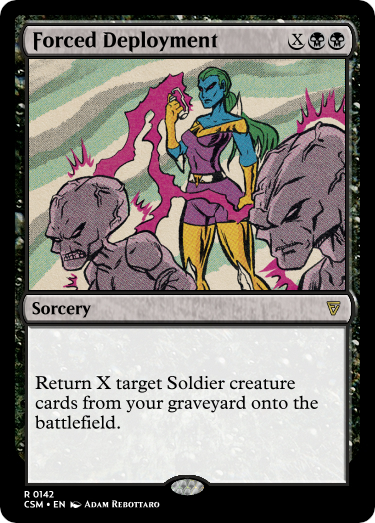 Forced Deployment X
Sorcery
Return X target Soldier creature
cards from your graveyard onto the
battlefield.
R 0142
CSM • EN Adam Rebottaro